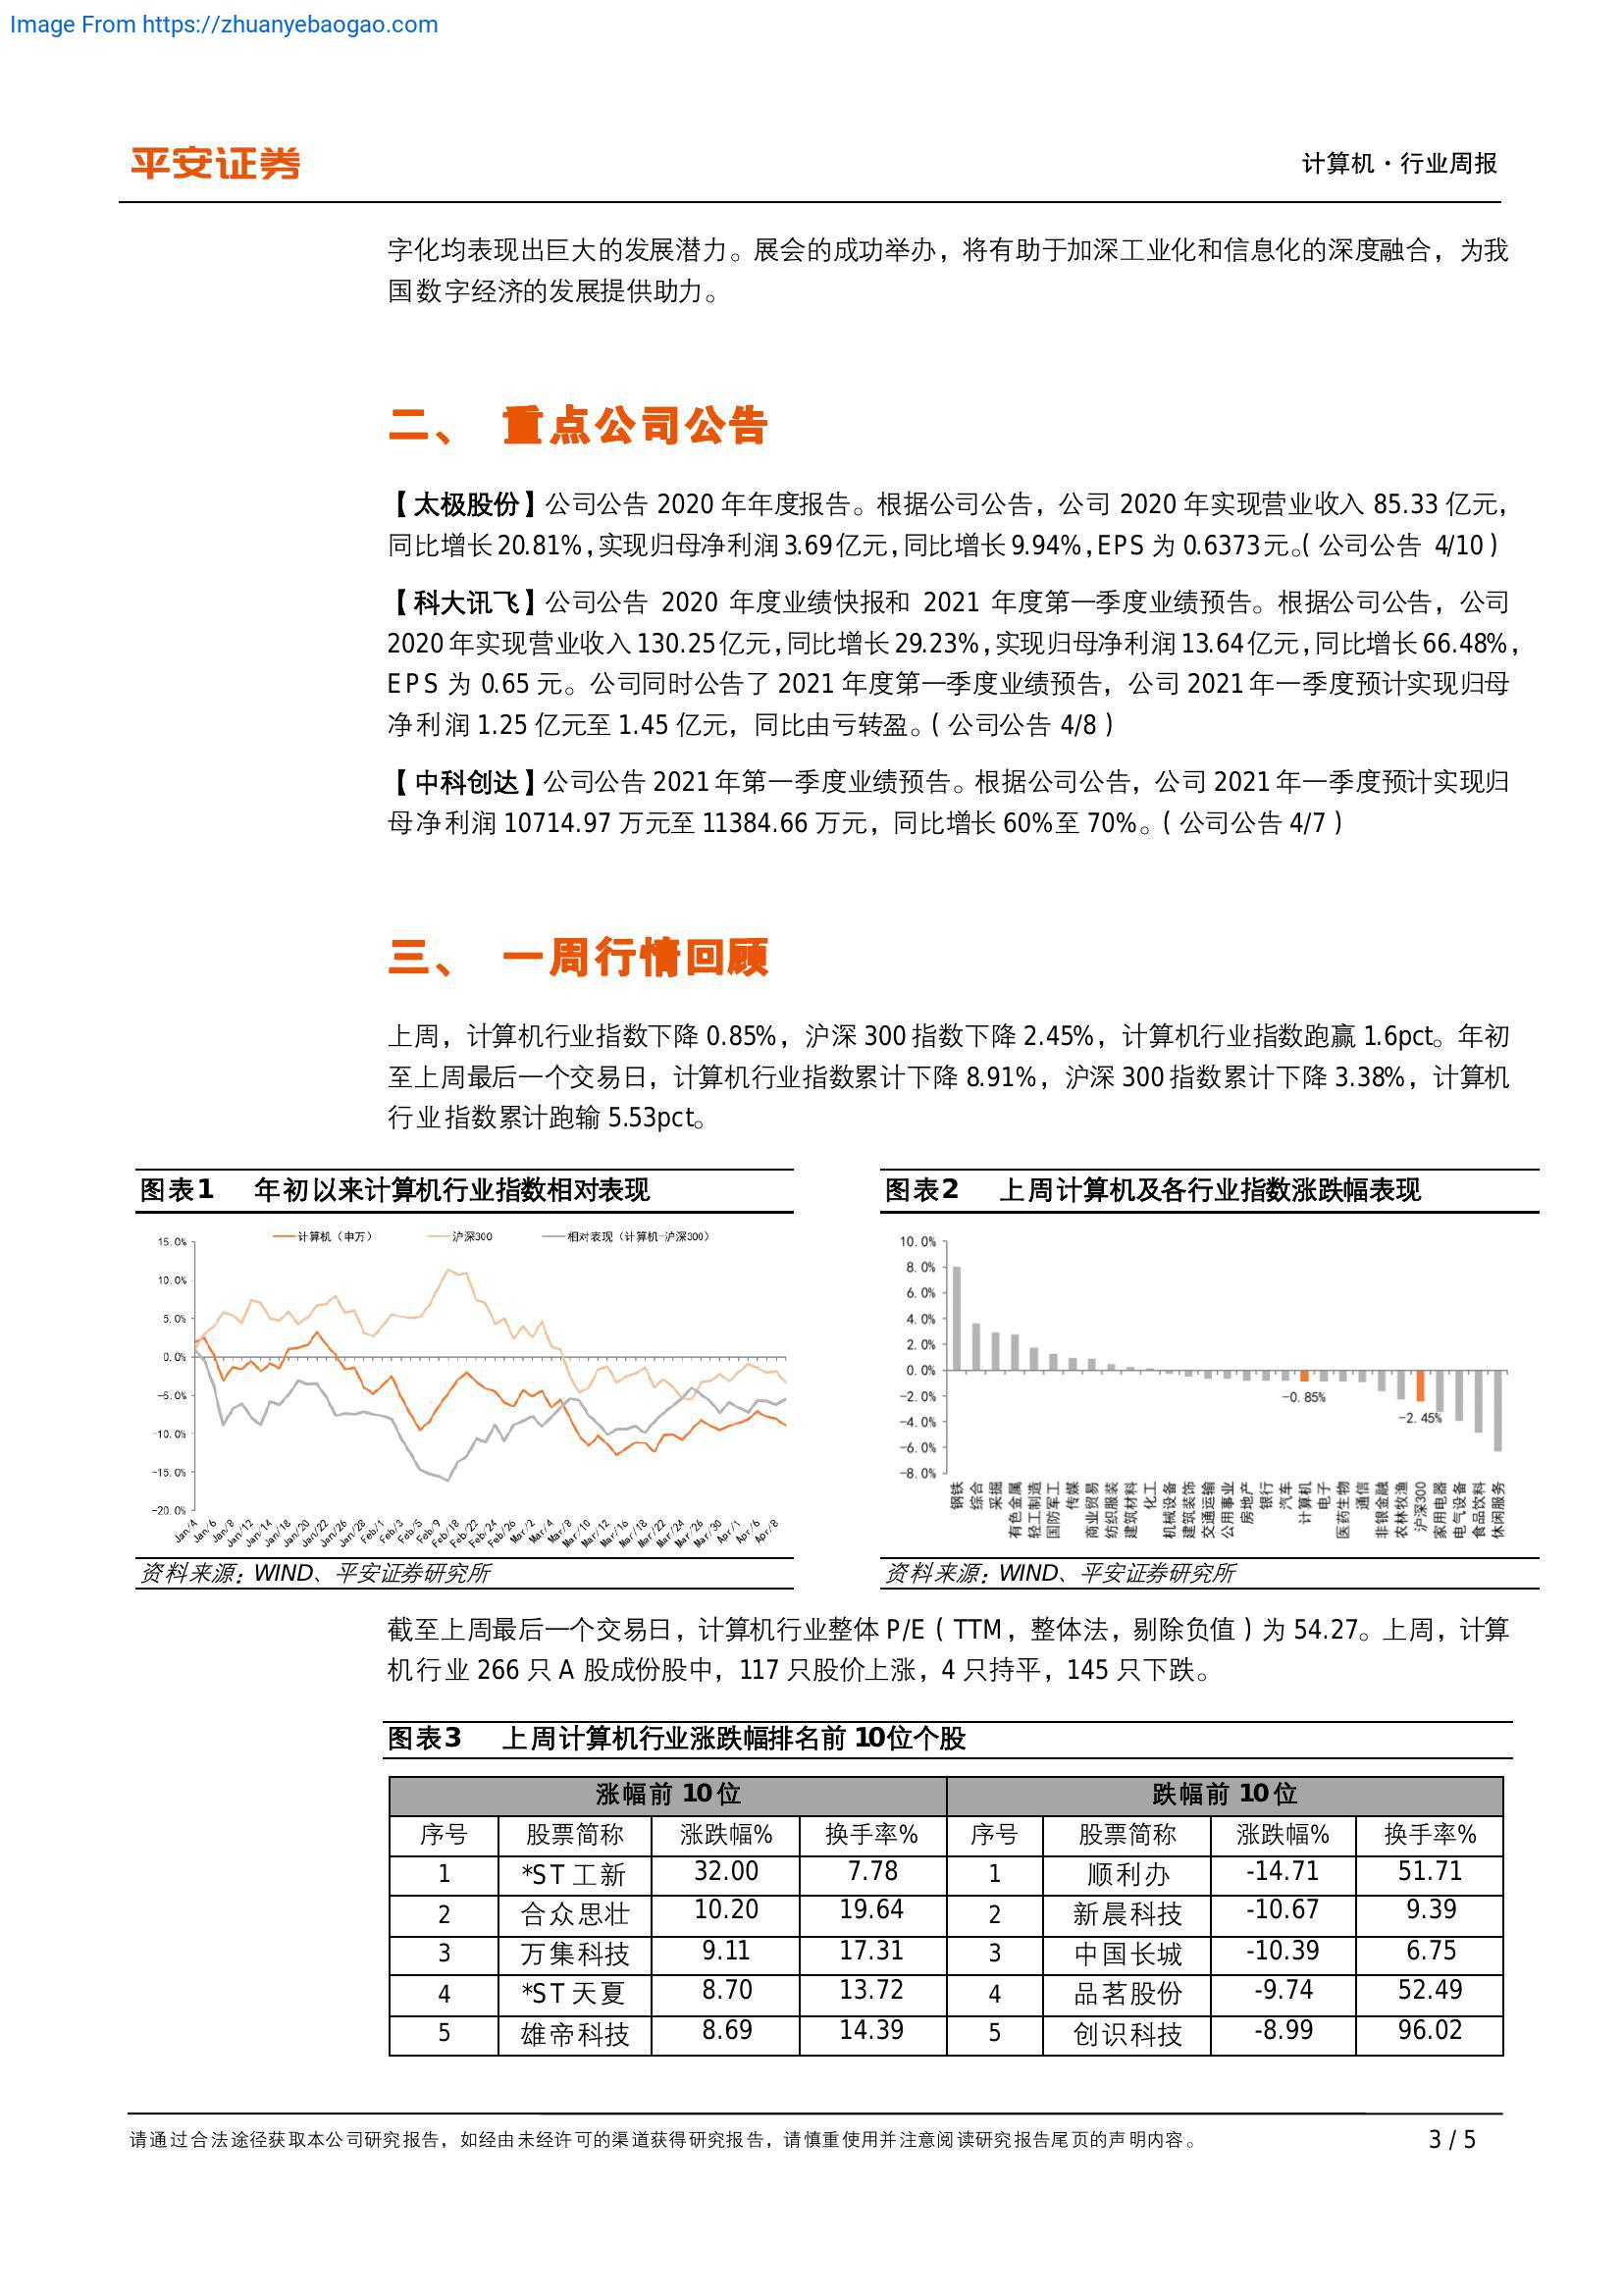 Image From https://zhuanyebaogao.com
平安证券
计算机·行业周报
字化均表现出巨大的发展潜力。展会的成功举办，将有助于加深工业化和信息化的深度融合，为我
国数字经济的发展提供助力。
二、 重点公司公告
【太极股份】公司公告 2020 年年度报告。根据公司公告，公司 2020 年实现营业收入 85.33 亿元，
同比增长 20.81%，实现归母净利润 3.69 亿元，同比增长 9.94%，EPS 为 0.6373 元。(公司公告 4/10)
【科大讯飞】公司公告 2020 年度业绩快报和 2021 年度第一季度业绩预告。根据公司公告，公司
2020 年实现营业收入 130.25 亿元，同比增长 29.23%，实现归母净利润 13.64 亿元，同比增长 66.48%，
EPS 为 0.65 元。公司同时公告了 2021 年度第一季度业绩预告，公司 2021 年一季度预计实现归母
净利润 1.25 亿元至 1.45 亿元，同比由亏转盈。(公司公告 4/8)
【中科创达】公司公告 2021 年第一季度业绩预告。根据公司公告，公司 2021 年一季度预计实现归
母净利润 10714.97 万元至 11384.66 万元，同比增长 60%至 70%。(公司公告 4/7)
三、 一周行情回顾
上周，计算机行业指数下降 0.85%，沪深 300 指数下降 2.45%，计算机行业指数跑赢 1.6pct。年初
至上周最后一个交易日，计算机行业指数累计下降 8.91%，沪深 300 指数累计下降 3.38%，计算机
行业指数累计跑输 5.53pct。
图表1 年初以来计算机行业指数相对表现
计算机（申万） 沪深300 相对表现（计算机-沪深300）
15.0%
10.0%
5.0%
0.0%
-5.0%
-10.0%
-15.0%
-20.0%
Jan/4 Jan/6 Jan/8 Jan/12 Jan/14 Jan/18 Jan/20 Jan/22 Jan/26 Jan/28 Feb/1 Feb/3 Feb/5 Feb/9 Feb/18 Feb/22 Feb/24 Feb/26 Mar/2 Mar/4 Mar/8 Mar/10 Mar/12 Mar/16 Mar/18 Mar/22 Mar/24 Mar/26 Mar/30 Apr/1 Apr/6 Apr/8
资料来源：WIND、平安证券研究所
图表2 上周计算机及各行业指数涨跌幅表现
10.0%
8.0%
6.0%
4.0%
2.0%
0.0%
-2.0%
-4.0%
-6.0%
-8.0%
-0.85%
-2.45%
钢铁 综合 采掘 有色金属 轻工制造 国防军工 传媒 商业贸易 纺织服装 建筑材料 化工 机械设备 建筑装饰 交通运输 公用事业 房地产 银行 汽车 计算机 电子 医药生物 通信 非银金融 农林牧渔 沪深300 家用电器 电气设备 食品饮料 休闲服务
资料来源：WIND、平安证券研究所
截至上周最后一个交易日，计算机行业整体 P/E（TTM，整体法，剔除负值）为 54.27。上周，计算
机行业 266 只 A 股成份股中，117 只股价上涨，4 只持平，145 只下跌。
图表3 上周计算机行业涨跌幅排名前 10位个股
涨幅前 10 位 跌幅前 10 位
序号 股票简称 涨跌幅% 换手率% 序号 股票简称 涨跌幅% 换手率%
1 *ST 工新 32.00 7.78 1 顺利办 -14.71 51.71
2 合众思壮 10.20 19.64 2 新晨科技 -10.67 9.39
3 万集科技 9.11 17.31 3 中国长城 -10.39 6.75
4 *ST 天夏 8.70 13.72 4 品茗股份 -9.74 52.49
5 雄帝科技 8.69 14.39 5 创识科技 -8.99 96.02
请通过合法途径获取本公司研究报告，如经由未经许可的渠道获得研究报告，请慎重使用并注意阅读研究报告尾页的声明内容。
3 / 5